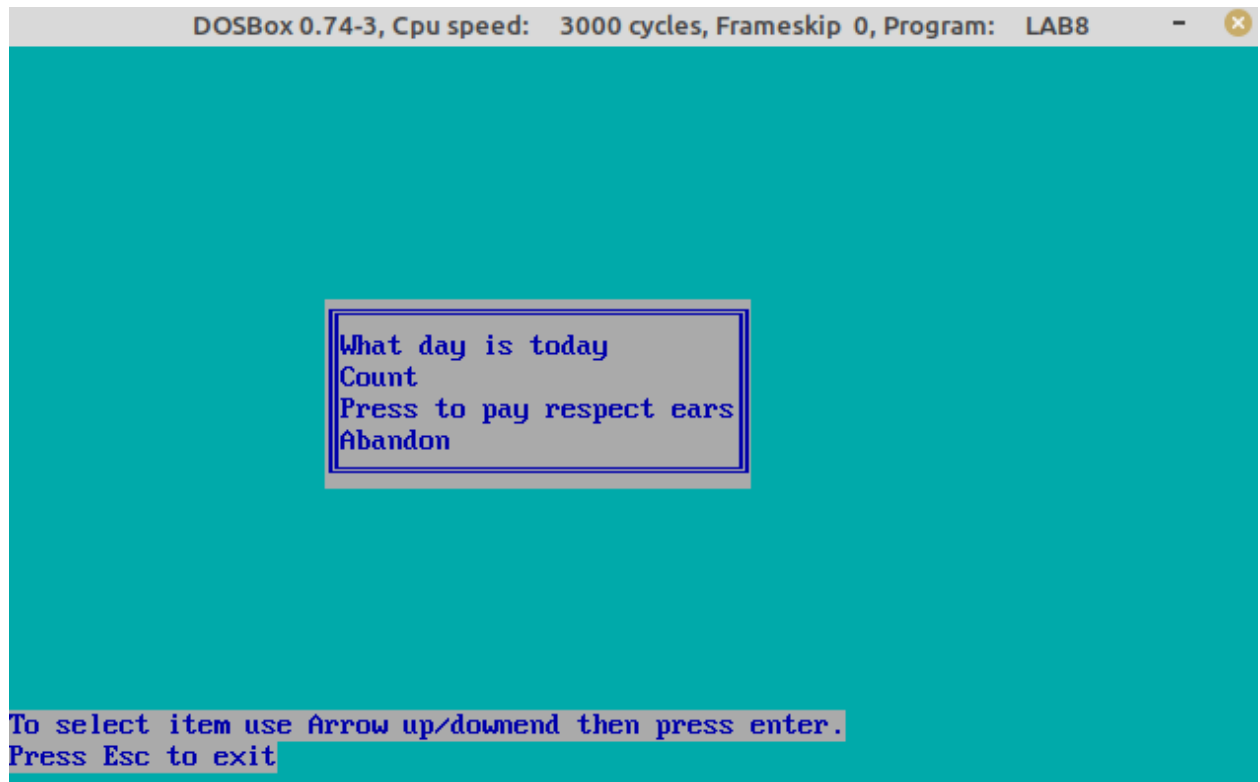 DOSBox 0.74-3, Cpu speed: 3000 cycles, Frameskip 0, Program: LAB8
What day is today
Count
Press to pay respect ears
Abandon
To select item use Arrow up/downend then press enter.
Press Esc to exit